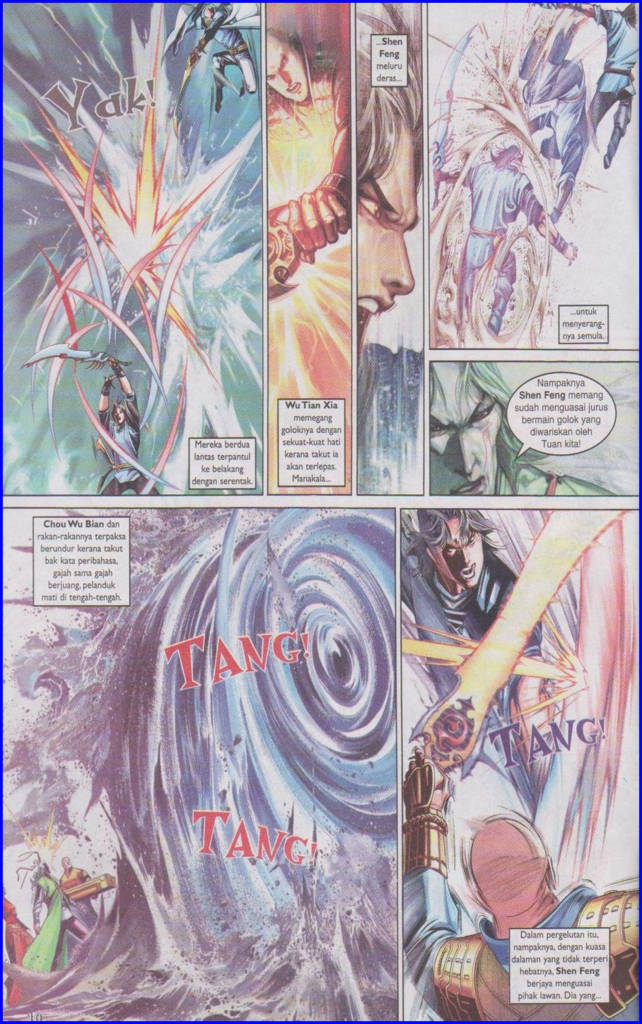 Yak!
Mereka berdua
lantas terpantul
ke belakang
dengan serentak.
Wu Tian Xia
memegang
goloknya dengan
sekuat-kuat hati
kerana takut ia
akan terlepas.
Manakala...
...Shen
Feng
meluru
deras...
...untuk
menyerang-
nya semula.
Nampaknya
Shen Feng memang
sudah menguasai jurus
bermain golok yang
diwariskan oleh
Tuan kita!
Chou Wu Bian dan
rakan-rakannya terpaksa
berundur kerana takut
bak kata peribahasa,
gajah sama gajah
berjuang, pelanduk
mati di tengah-tengah.
TANG!
TANG!
TANG!
Dalam pergelutan itu,
nampaknya, dengan kuasa
dalaman yang tidak terperi
hebatnya, Shen Feng
berjaya menguasai
pihak lawan. Dia yang...